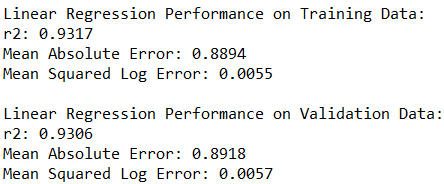 Linear Regression Performance on Training Data:
r2: 0.9317
Mean Absolute Error: 0.8894
Mean Squared Log Error: 0.0055
Linear Regression Performance on Validation Data:
r2: 0.9306
Mean Absolute Error: 0.8918
Mean Squared Log Error: 0.0057